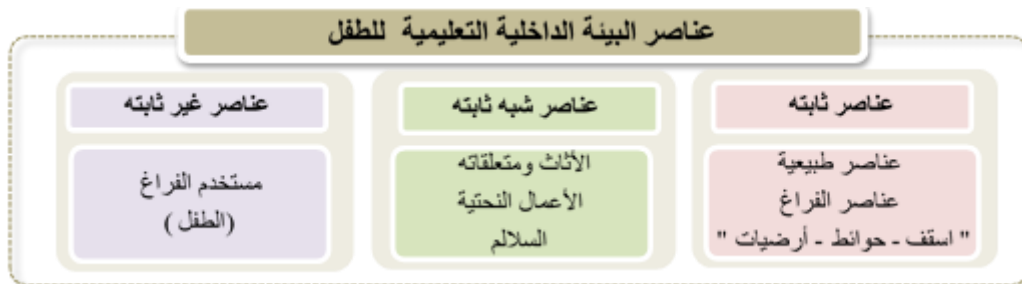 عناصر البيئة الداخلية التعليمية للطفل
عناصر ثابته
عناصر طبيعية
عناصر الفراغ
" اسقف - حوائط - أرضيات "
عناصر شبه ثابته
الأثاث ومتعلقاته
الأعمال النحتية
السلالم
عناصر غير ثابته
مستخدم الفراغ
(الطفل )